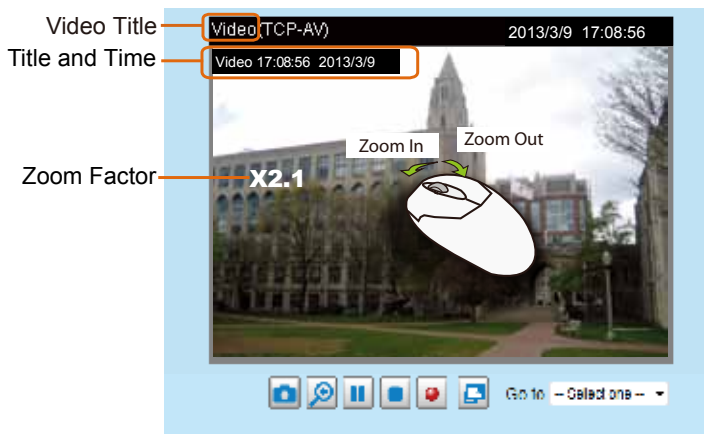 Video Title
Video(TCP-AV) 2013/3/9 17:08:56
Title and Time
Video 17:08:56 2013/3/9
Zoom In Zoom Out
Zoom Factor
X2.1
Go to -- Select one --